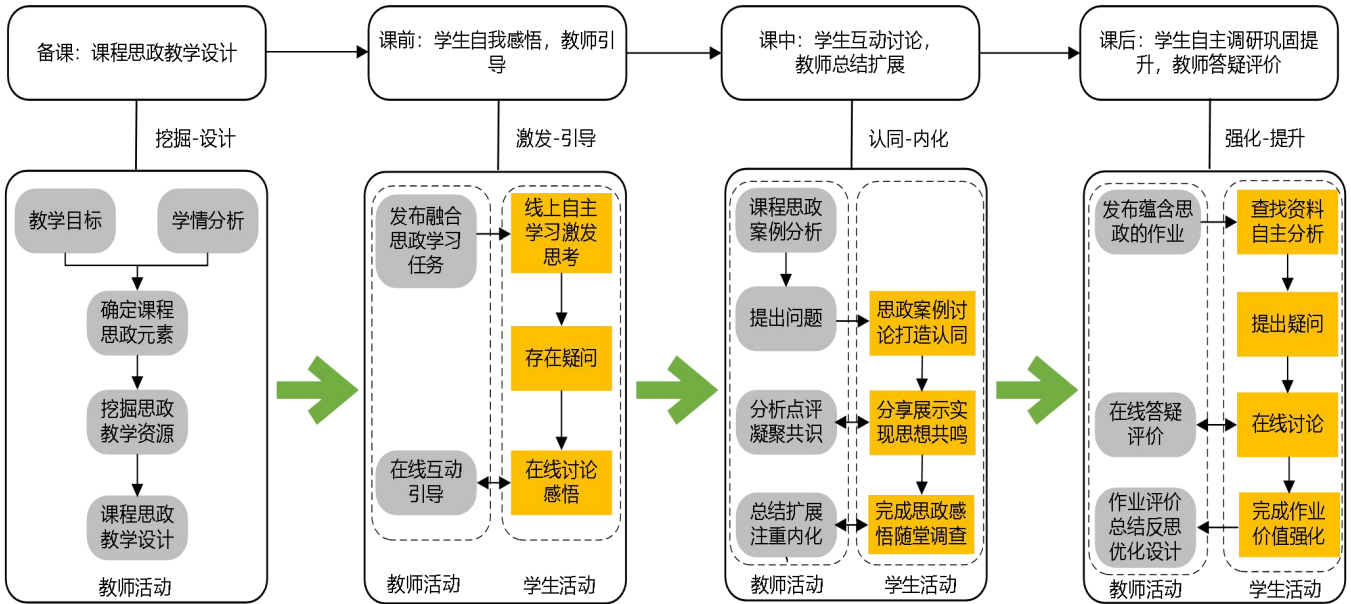 备课：课程思政教学设计
课前：学生自我感悟，教师引
导
课中：学生互动讨论，
教师总结扩展
课后：学生自主调研巩固提
升，教师答疑评价
挖掘-设计
激发-引导
认同-内化
强化-提升
教学目标
学情分析
确定课程
思政元素
挖掘思政
教学资源
课程思政
教学设计
教师活动
发布融合
思政学习
任务
线上自主
学习激发
思考
存在疑问
在线互动
引导
在线讨论
感悟
教师活动
学生活动
课程思政
案例分析
提出问题
思政案例讨
论打造认同
分析点评
凝聚共识
分享展示实
现思想共鸣
总结扩展
注重内化
完成思政感
悟随堂调查
教师活动
学生活动
发布蕴含思
政的作业
查找资料
自主分析
提出疑问
在线答疑
评价
在线讨论
作业评价
总结反思
优化设计
完成作业
价值强化
教师活动
学生活动